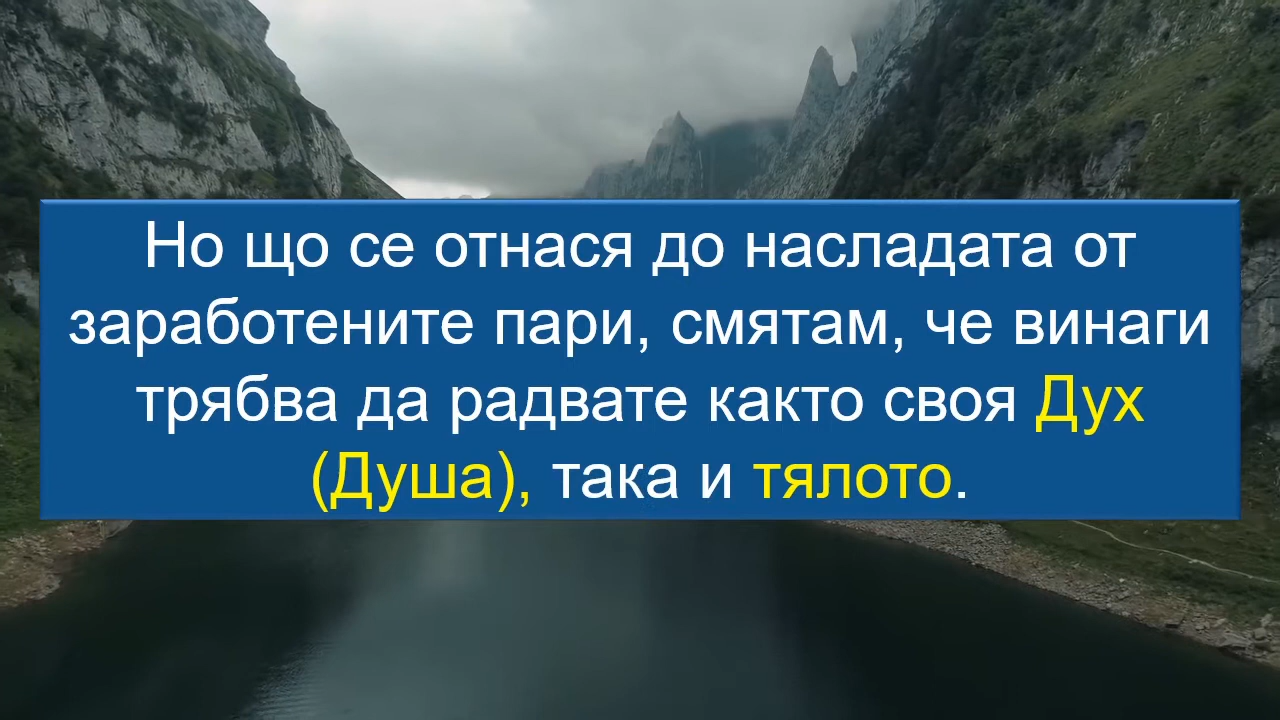 Но що се отнася до насладата от
заработените пари, смятам, че винаги
трябва да радвате както своя Дух
(Душа), така и тялото.